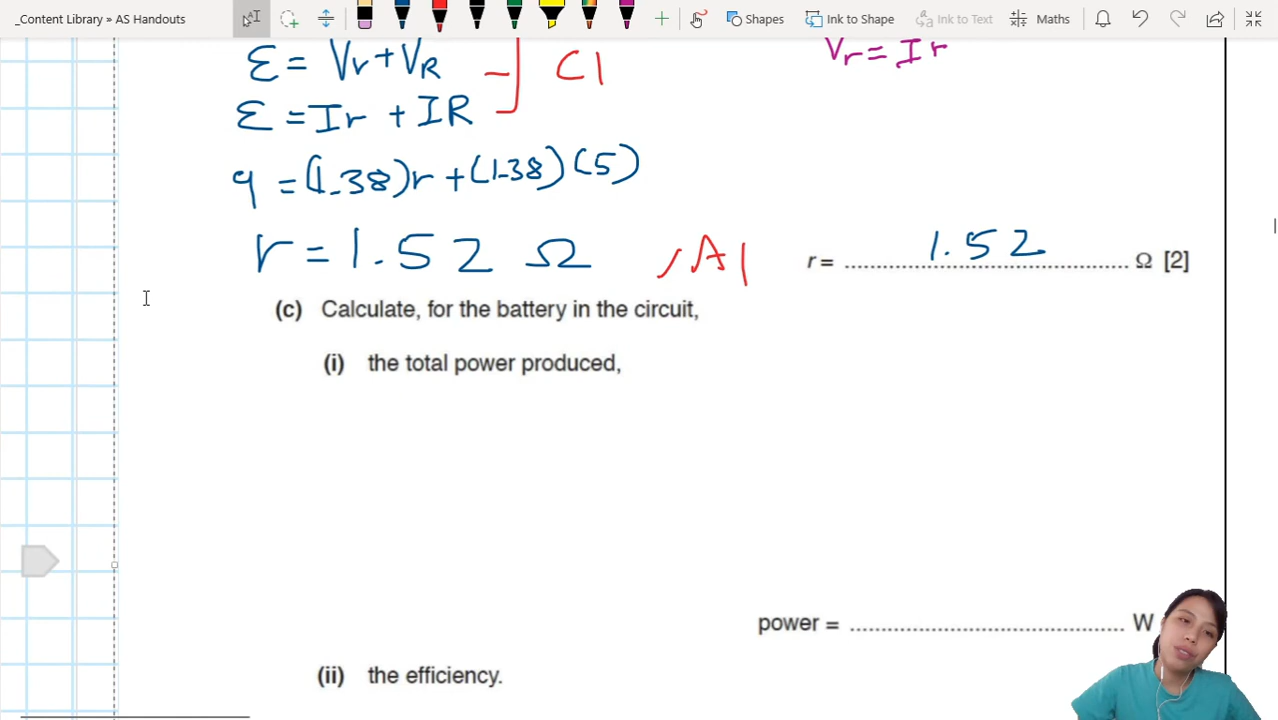 _Content Library » AS Handouts
Shapes
Ink to Shape
Ink to Text
Maths
Ɛ = Vr + VR
C1
Vr = Ir
Ɛ = Ir + IR
9 = (1.38)r + (1.38)(5)
r = 1.52 Ω , A1
r = 1.52 Ω [2]
(c) Calculate, for the battery in the circuit,
(i) the total power produced,
power = ........................................ W
(ii) the efficiency.